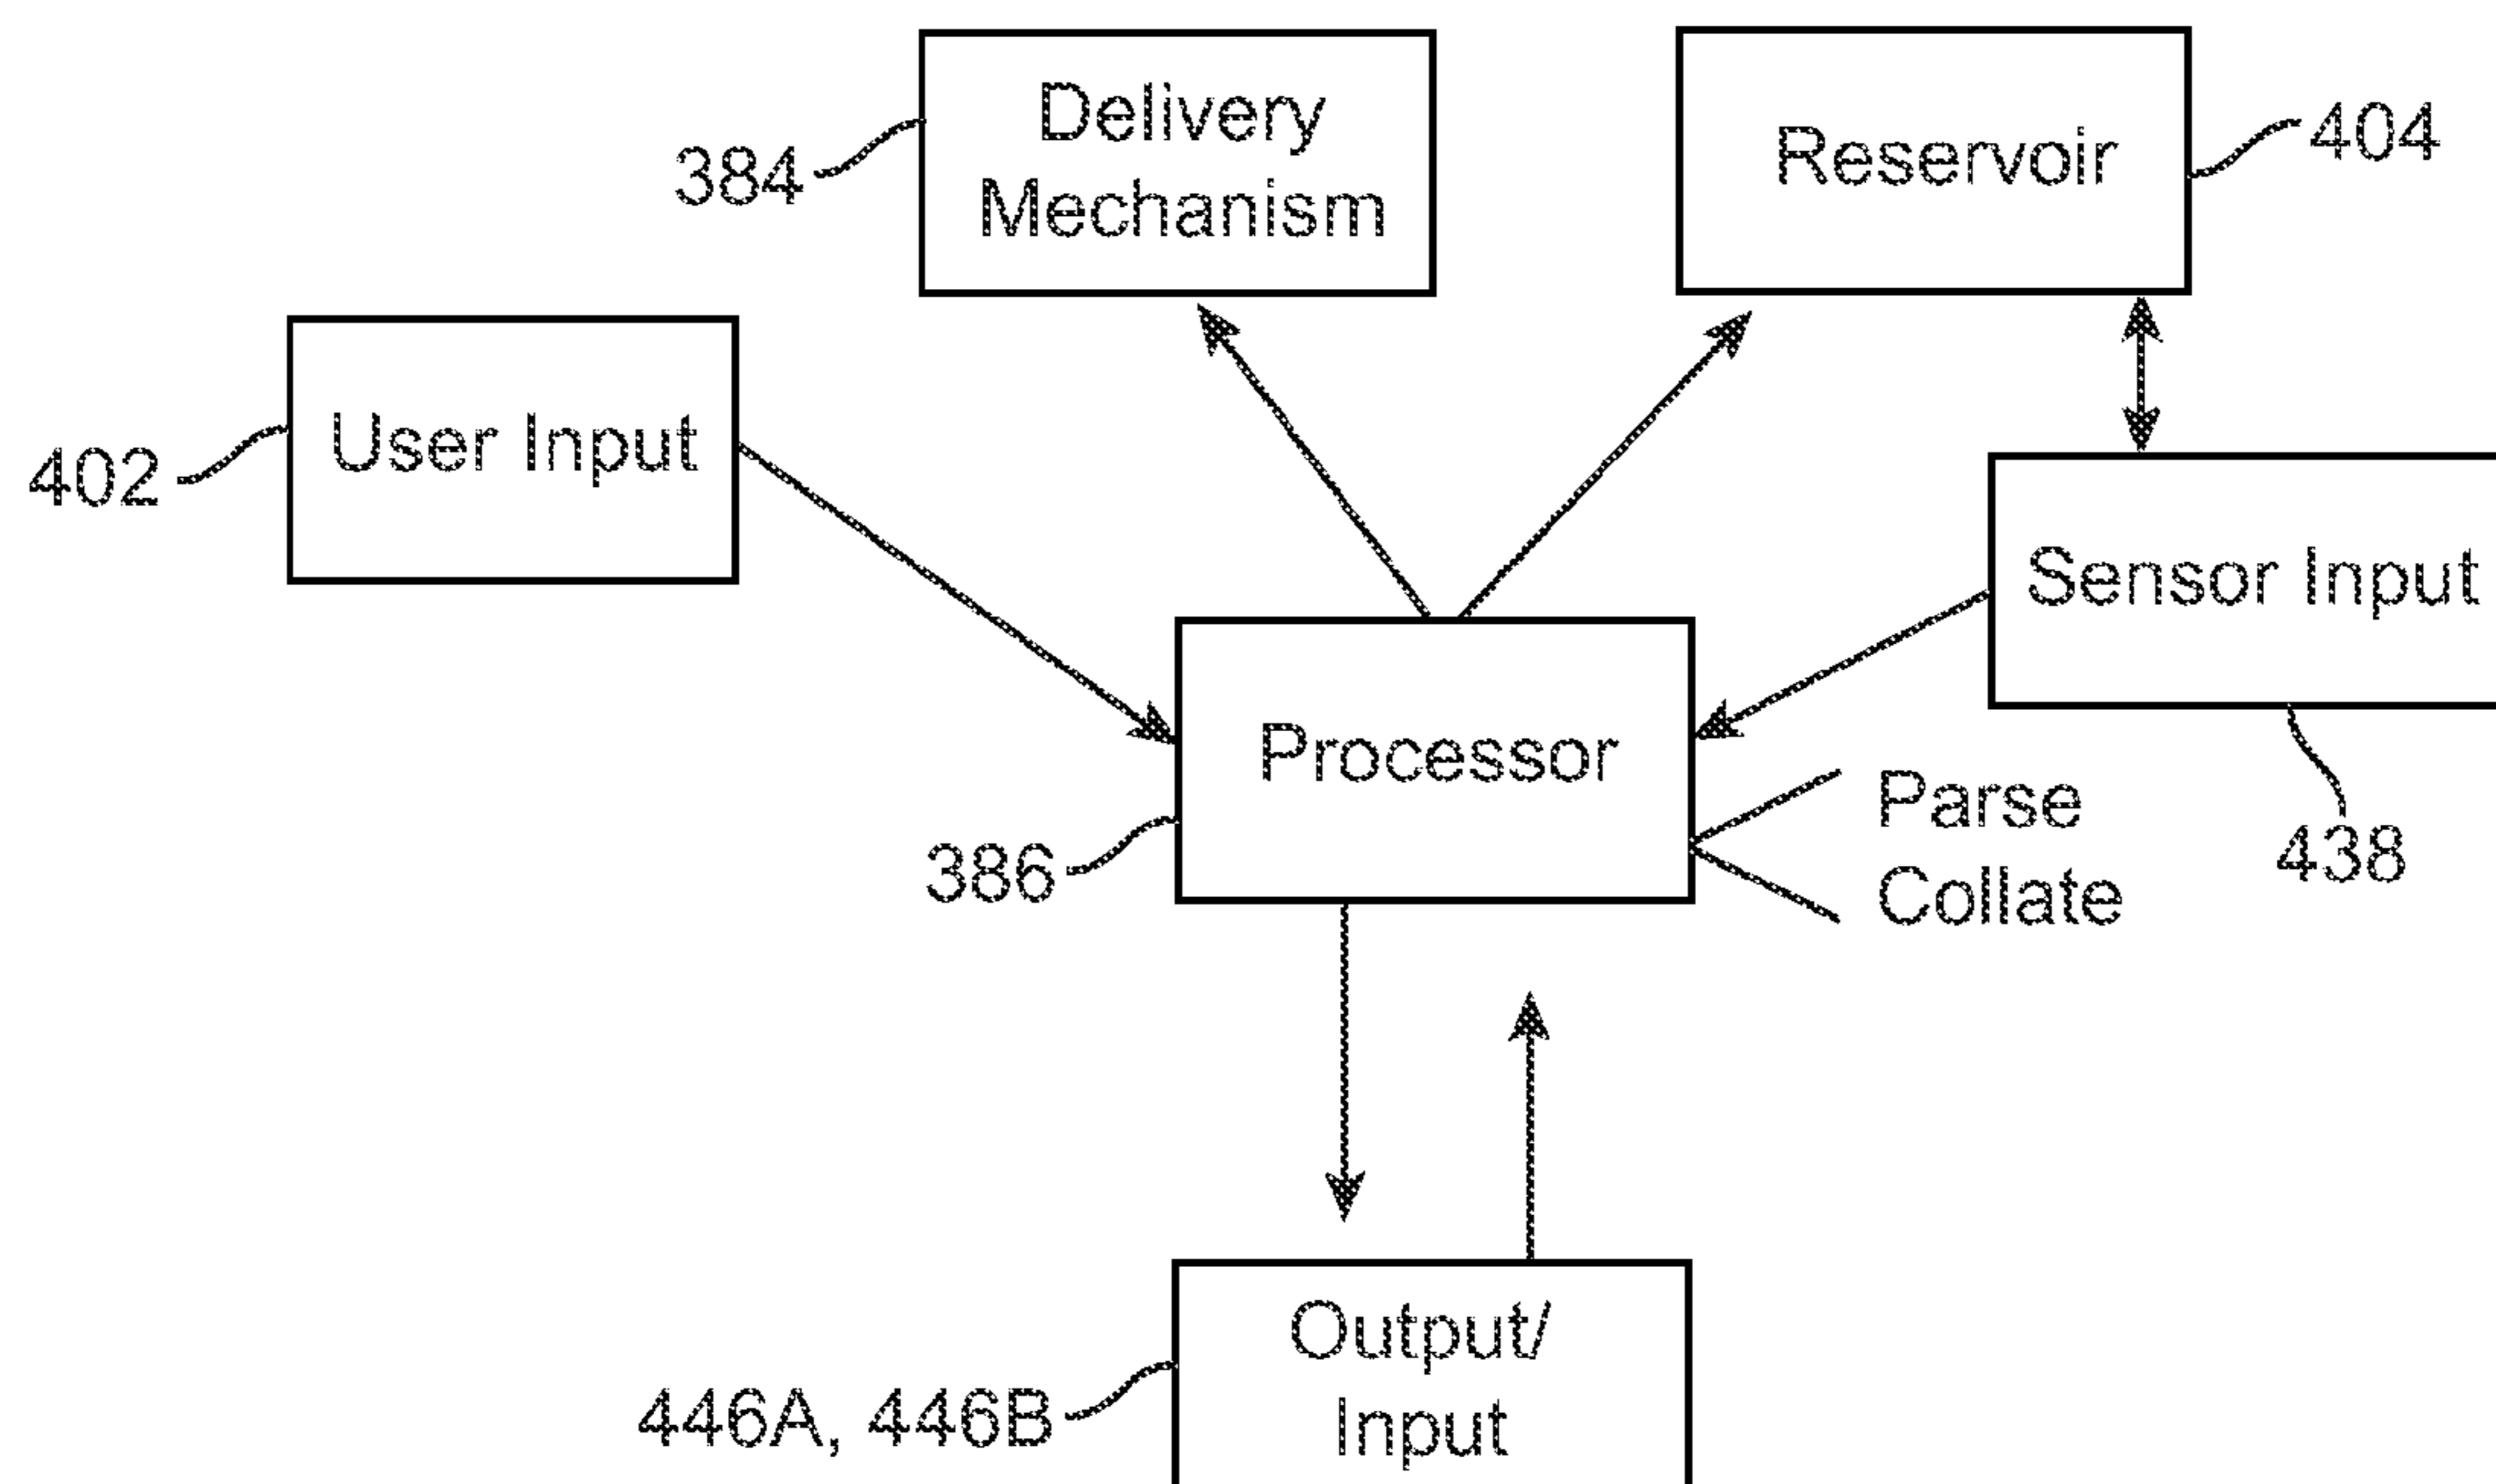 Delivery
Mechanism
384
Reservoir
404
User Input
402
Sensor Input
438
Processor
386
Parse
Collate
Output/
Input
446A, 446B